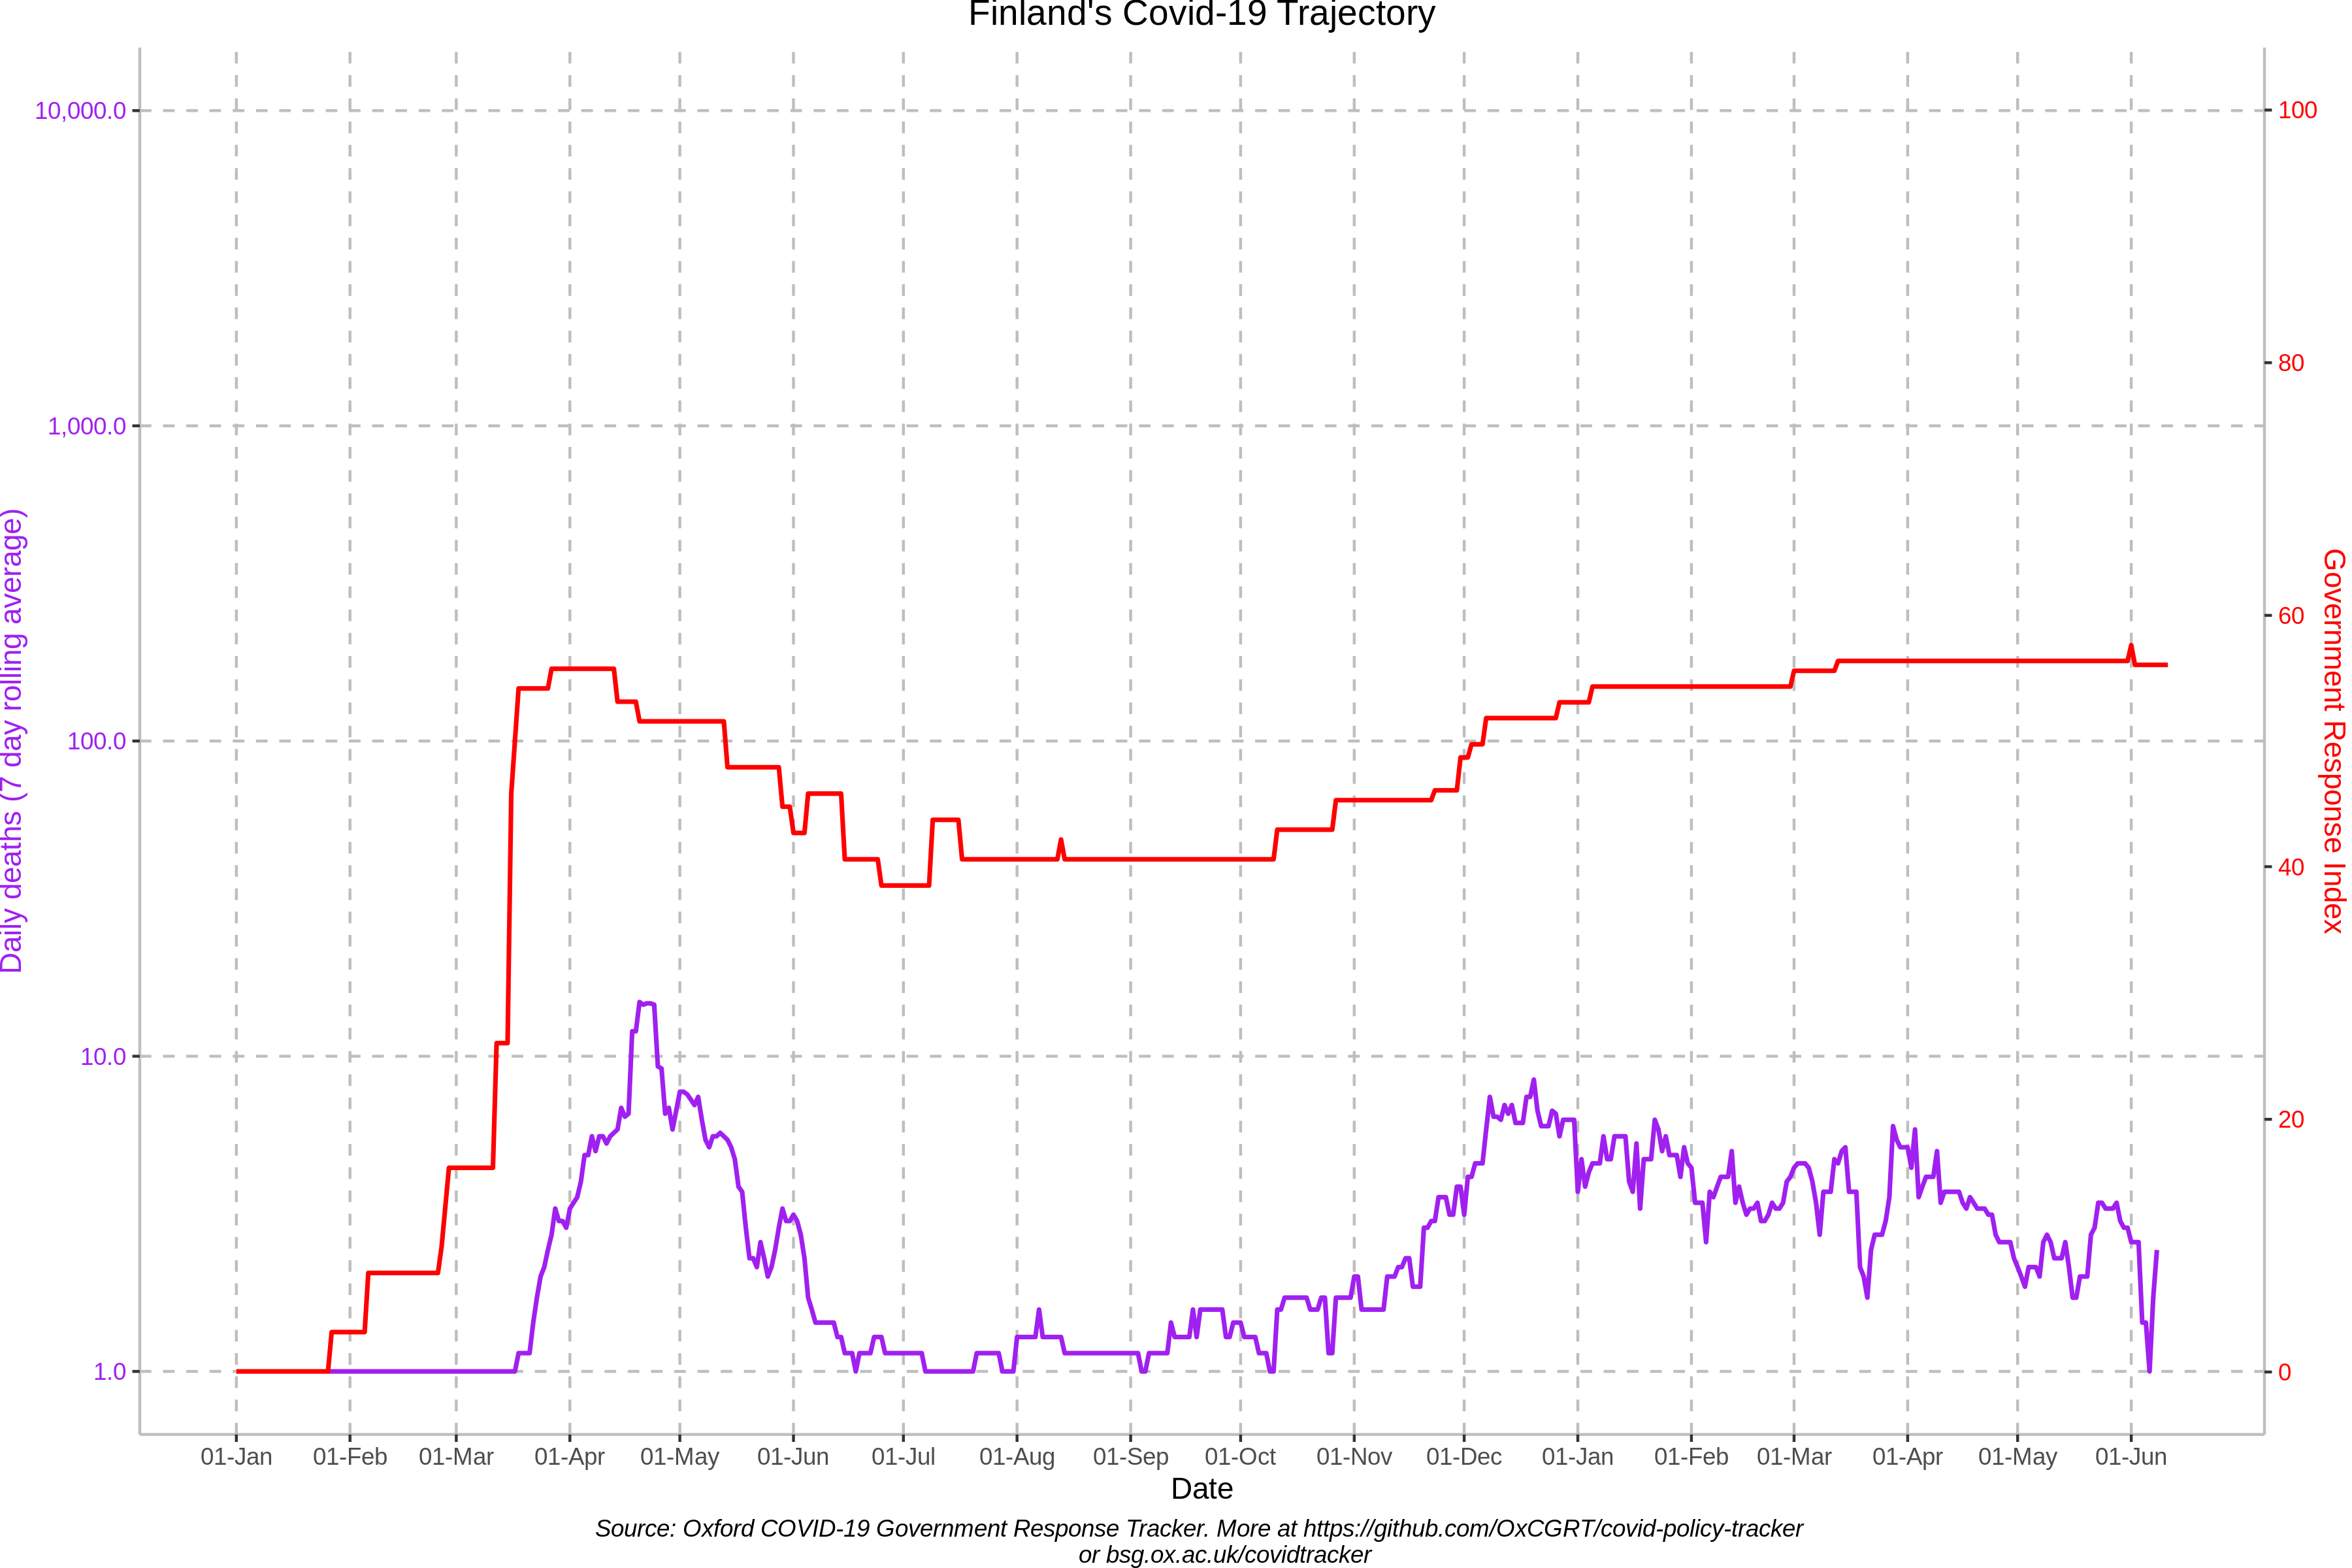 Finland's Covid-19 Trajectory
10,000.0
1,000.0
100.0
10.0
1.0
Daily deaths (7 day rolling average)
100
80
60
40
20
0
Government Response Index
01-Jan 01-Feb 01-Mar 01-Apr 01-May 01-Jun 01-Jul 01-Aug 01-Sep 01-Oct 01-Nov 01-Dec 01-Jan 01-Feb 01-Mar 01-Apr 01-May 01-Jun
Date
Source: Oxford COVID-19 Government Response Tracker. More at https://github.com/OxCGRT/covid-policy-tracker
or bsg.ox.ac.uk/covidtracker